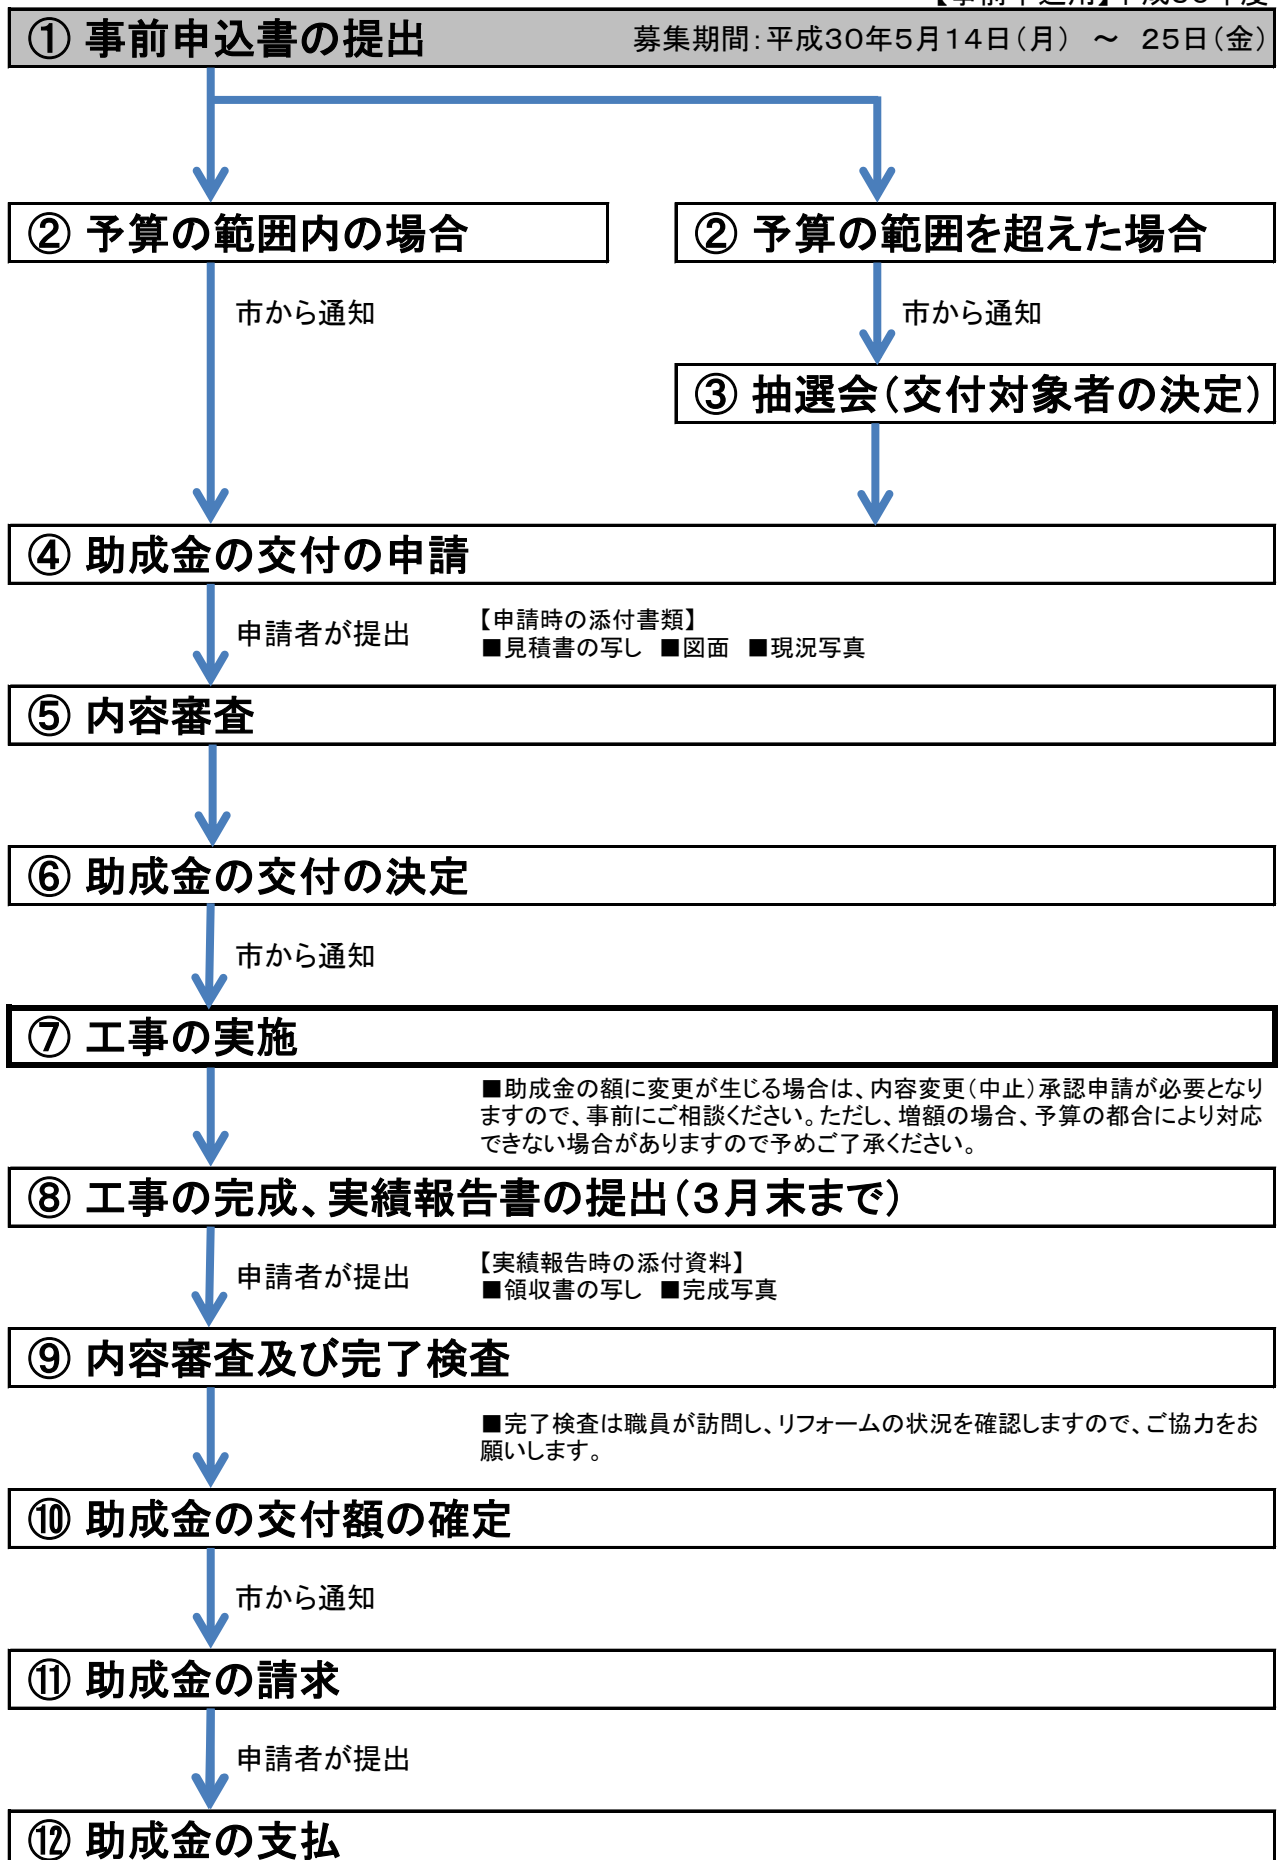 ① 事前申込書の提出
募集期間：平成30年5月14日（月） ～ 25日（金）
② 予算の範囲内の場合
② 予算の範囲を超えた場合
市から通知
市から通知
③ 抽選会（交付対象者の決定）
④ 助成金の交付の申請
申請者が提出
【申請時の添付書類】
■見積書の写し ■図面 ■現況写真
⑤ 内容審査
⑥ 助成金の交付の決定
市から通知
⑦ 工事の実施
■助成金の額に変更が生じる場合は、内容変更（中止）承認申請が必要となり
ますので、事前にご相談ください。ただし、増額の場合、予算の都合により対応
できない場合がありますので予めご了承ください。
⑧ 工事の完成、実績報告書の提出（３月末まで）
申請者が提出
【実績報告時の添付資料】
■領収書の写し ■完成写真
⑨ 内容審査及び完了検査
■完了検査は職員が訪問し、リフォームの状況を確認しますので、ご協力をお
願いします。
⑩ 助成金の交付額の確定
市から通知
⑪ 助成金の請求
申請者が提出
⑫ 助成金の支払